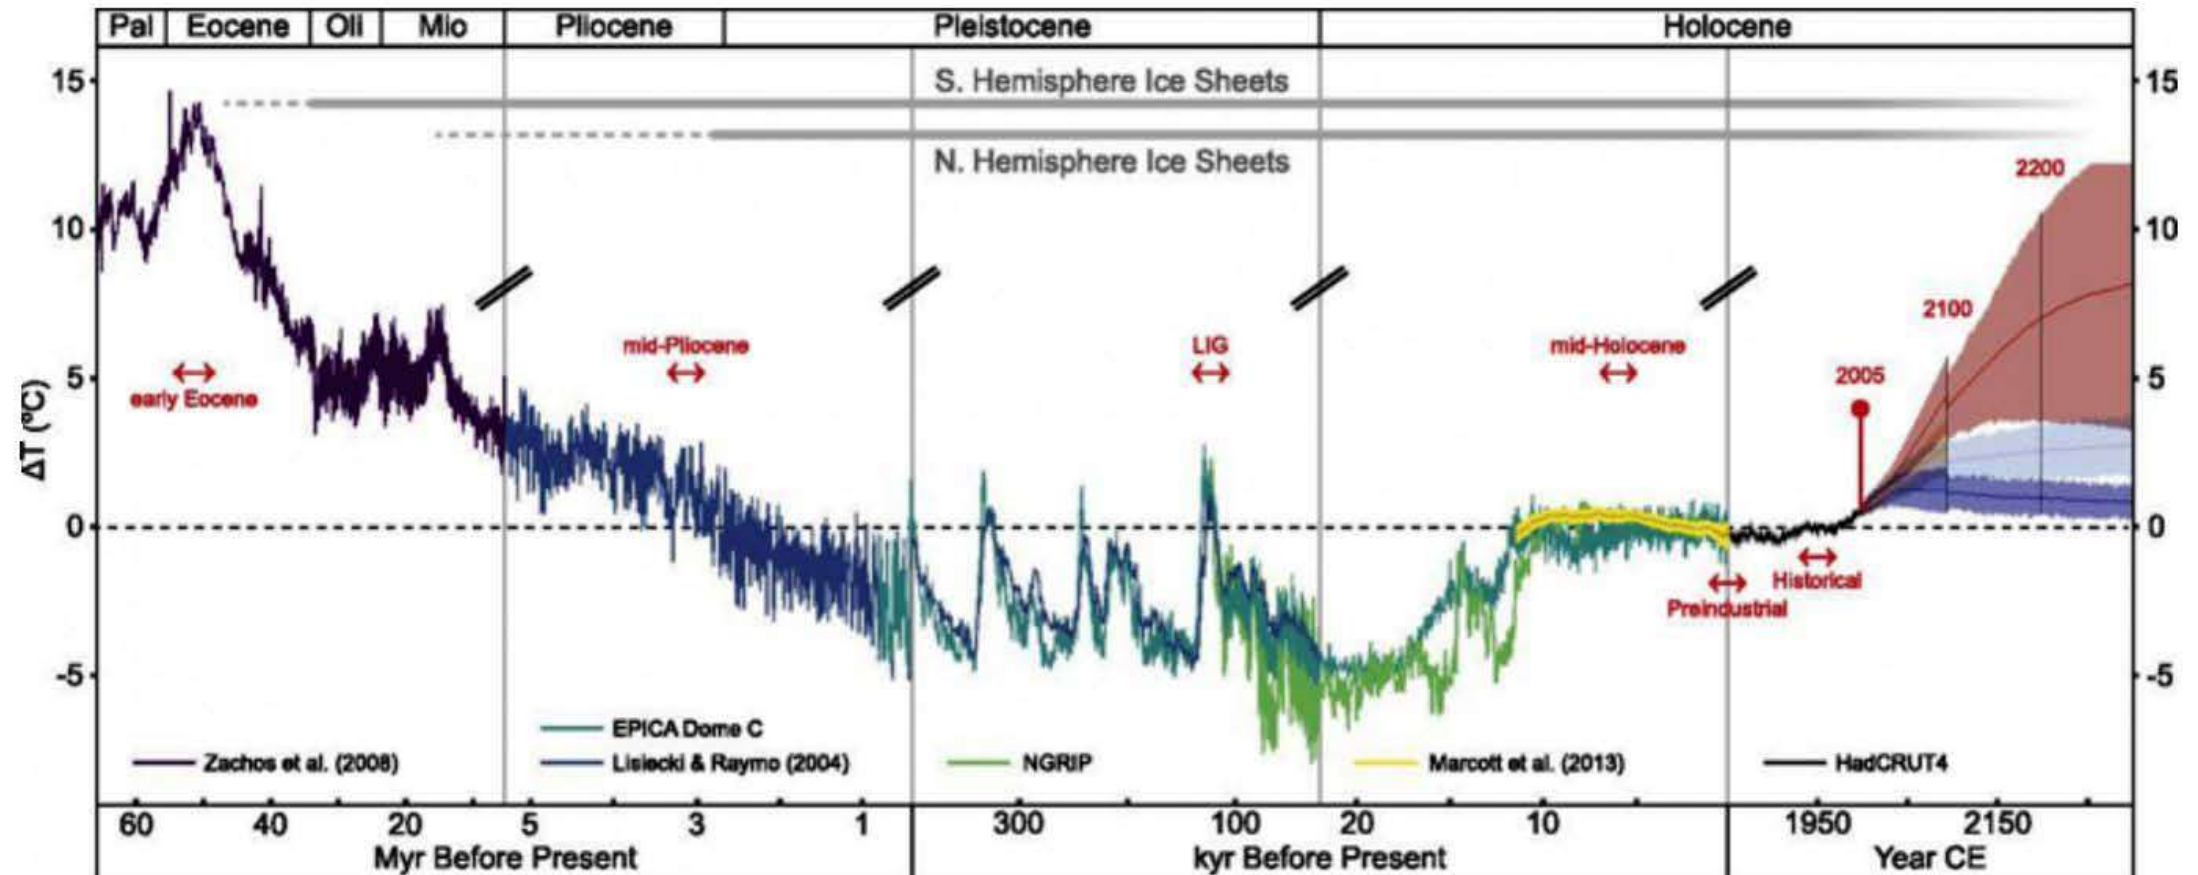 Pal Eocene Oli Mio Pliocene Pleistocene Holocene
15 S. Hemisphere Ice Sheets 15
N. Hemisphere Ice Sheets
2200
10 10
2100
mid-Pliocene LIG mid-Holocene
2005
5 5
early Eocene
ΔT (ºC)
0 0
Historical
Preindustrial
-5 -5
EPICA Dome C
Zachos et al. (2008) Lisiecki & Raymo (2004) NGRIP Marcott et al. (2013) HadCRUT4
60 40 20 5 3 1 300 100 20 10 1950 2150
Myr Before Present kyr Before Present Year CE